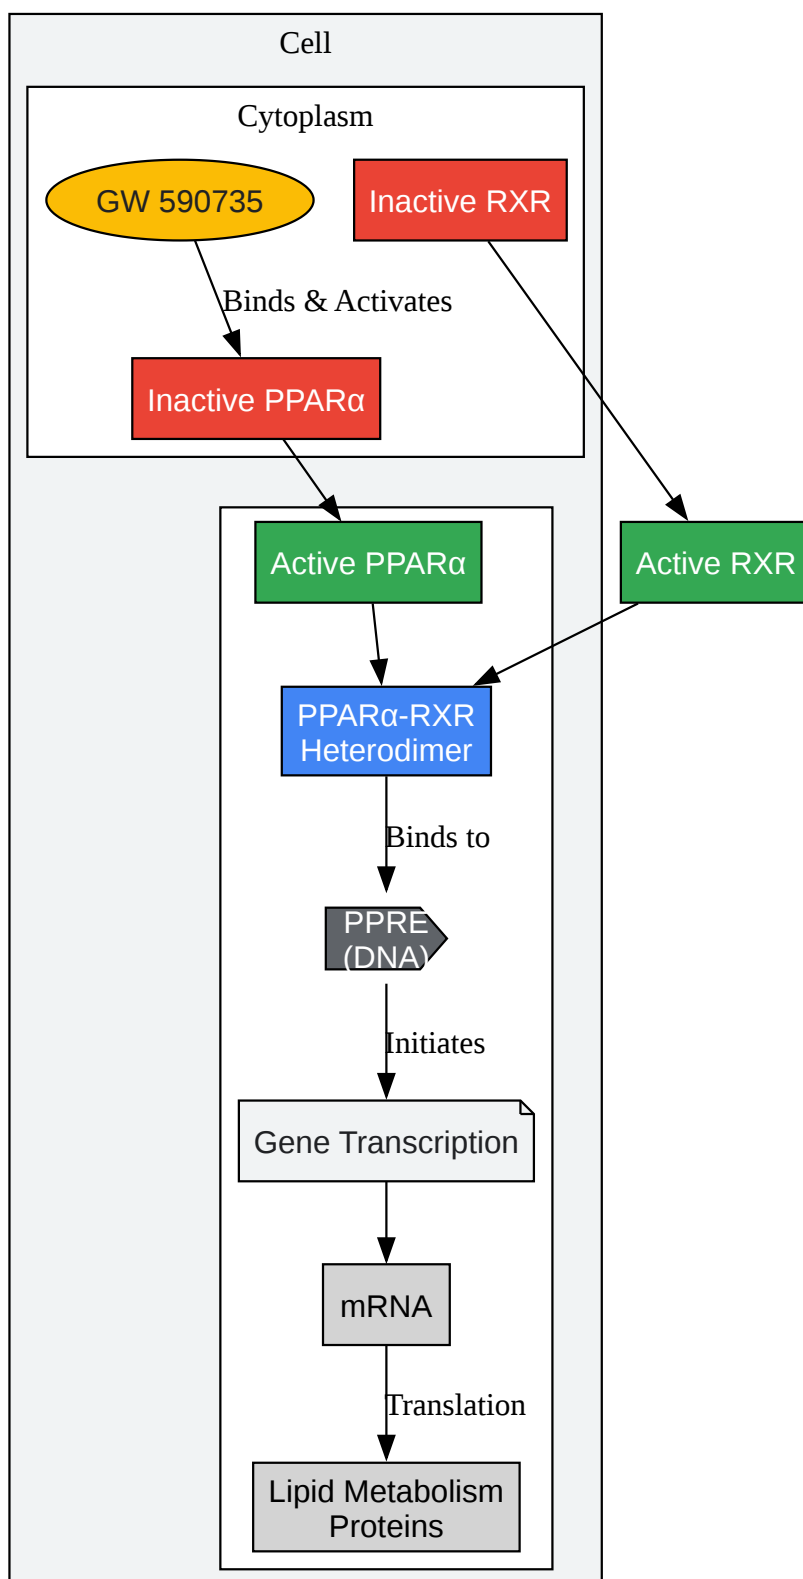 Cell
Cytoplasm
GW 590735
Inactive RXR
Binds & Activates
Inactive PPARα
Active PPARα
Active RXR
PPARα-RXR
Heterodimer
Binds to
PPRE
(DNA)
Initiates
Gene Transcription
mRNA
Translation
Lipid Metabolism
Proteins